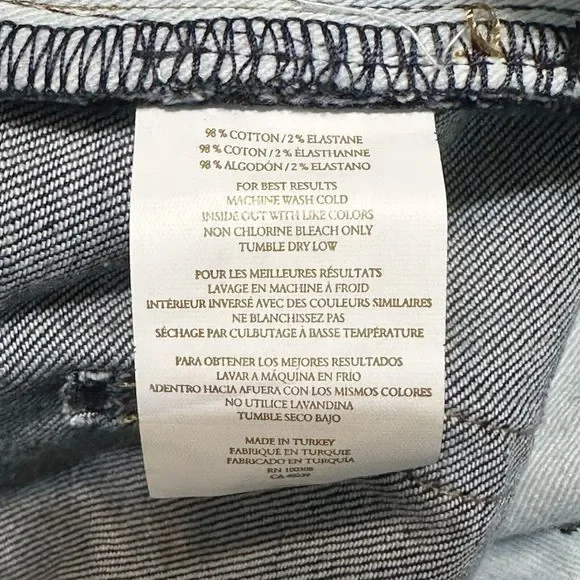 98 % COTTON / 2 % ELASTANE
98 % COTON / 2 % ÉLASTHANNE
98 % ALGODÓN / 2 % ELASTANO
FOR BEST RESULTS
MACHINE WASH COLD
INSIDE OUT WITH LIKE COLORS
NON CHLORINE BLEACH ONLY
TUMBLE DRY LOW
POUR LES MEILLEURES RÉSULTATS
LAVAGE EN MACHINE À FROID
INTÉRIEUR INVERSÉ AVEC DES COULEURS SIMILAIRES
NE BLANCHISSEZ PAS
SÉCHAGE PAR CULBUTAGE À BASSE TEMPÉRATURE
PARA OBTENER LOS MEJORES RESULTADOS
LAVAR A MÁQUINA EN FRÍO
ADENTRO HACIA AFUERA CON LOS MISMOS COLORES
NO UTILICE LAVANDINA
TUMBLE SECO BAJO
MADE IN TURKEY
FABRIQUÉ EN TURQUIE
FABRICADO EN TURQUÍA
RN
CA